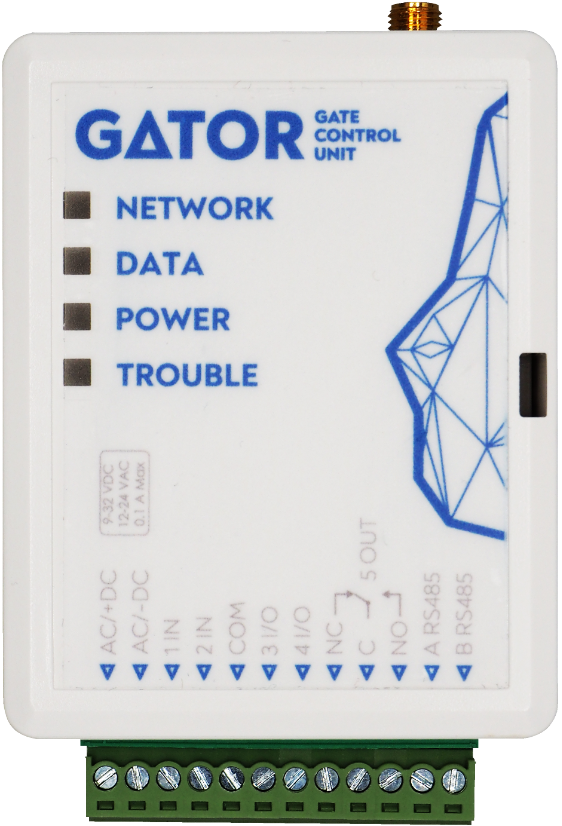 GATOR
GATE
CONTROL
UNIT
NETWORK
DATA
POWER
TROUBLE
9-32 VDC
12-24 VAC
0.1 A Max
AC/+DC
AC/-DC
1 IN
2 IN
COM
3 I/O
4 I/O
NC
C
5 OUT
NO
A RS485
B RS485